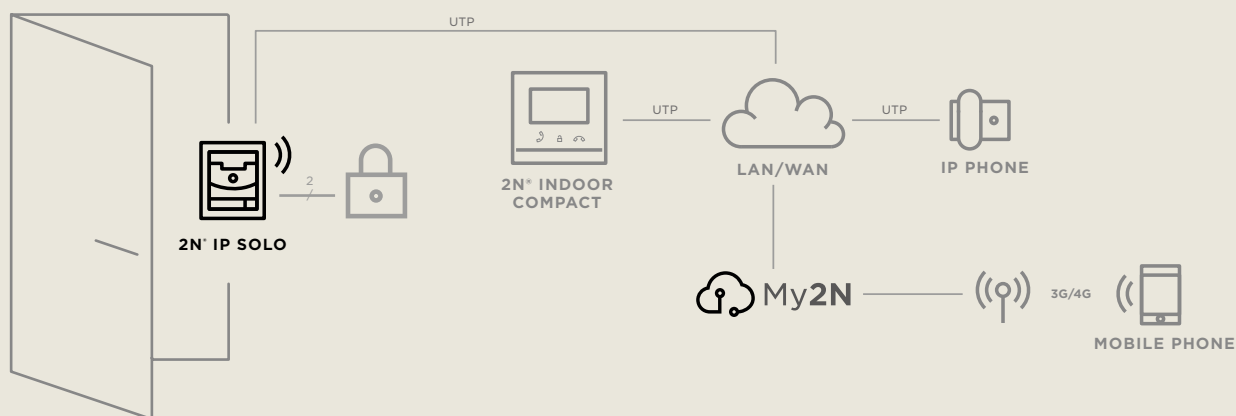 UTP
UTP
UTP
LAN/WAN
IP PHONE
2N® INDOOR
COMPACT
2
2N® IP SOLO
My2N
3G/4G
MOBILE PHONE